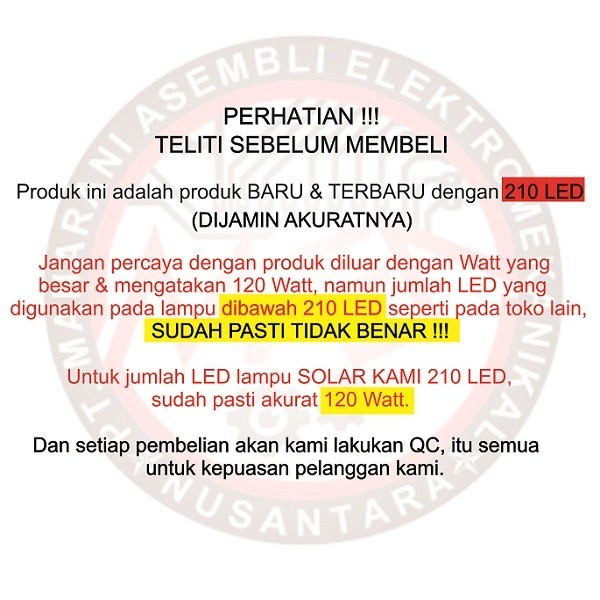 PERHATIAN !!!
TELITI SEBELUM MEMBELI
Produk ini adalah produk BARU & TERBARU dengan 210 LED
(DIJAMIN AKURATNYA)
Jangan percaya dengan produk diluar dengan Watt yang
besar & mengatakan 120 Watt, namun jumlah LED yang
digunakan pada lampu dibawah 210 LED seperti pada toko lain,
SUDAH PASTI TIDAK BENAR !!!
Untuk jumlah LED lampu SOLAR KAMI 210 LED,
sudah pasti akurat 120 Watt.
Dan setiap pembelian akan kami lakukan QC, itu semua
untuk kepuasan pelanggan kami.
PT MAHARANI ASEMBLI ELEKTROMEKANIKAL
NUSANTARA